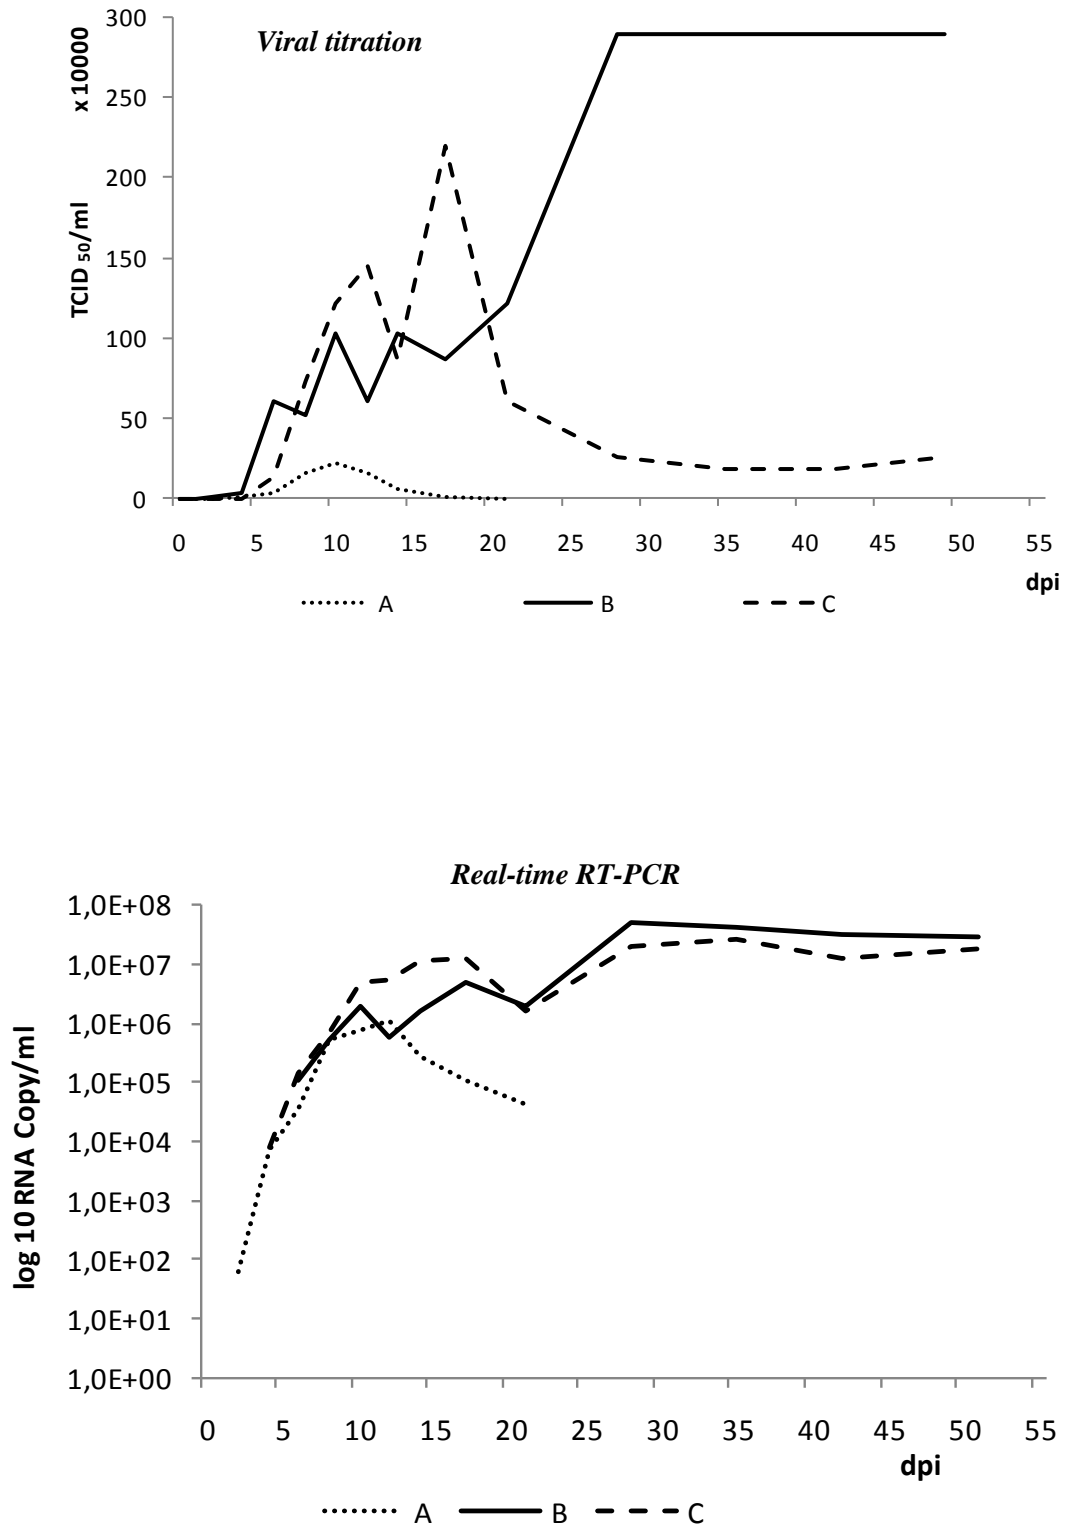 Viral titration
x 10000
TCID 50/ml
300
250
200
150
100
50
0
0 5 10 15 20 25 30 35 40 45 50 55
dpi
A B C
Real-time RT-PCR
log 10 RNA Copy/ml
1,0E+08
1,0E+07
1,0E+06
1,0E+05
1,0E+04
1,0E+03
1,0E+02
1,0E+01
1,0E+00
0 5 10 15 20 25 30 35 40 45 50 55
dpi
A B C